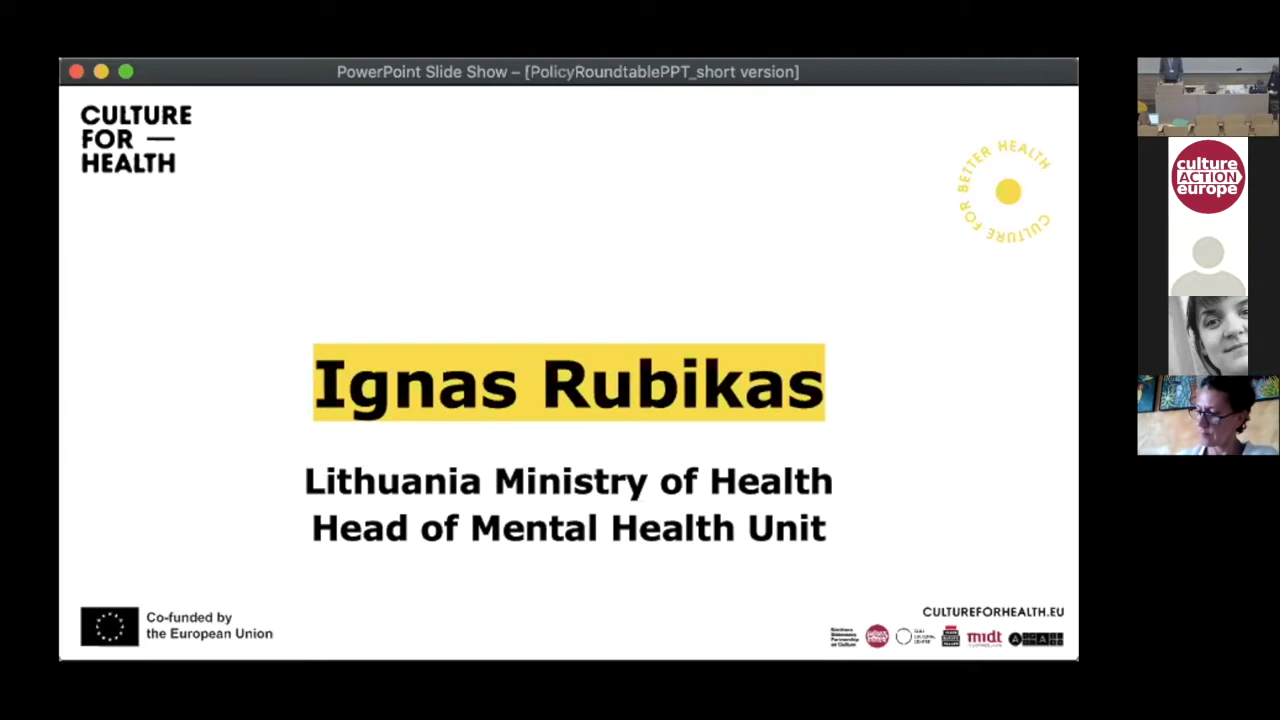 PowerPoint Slide Show – [PolicyRoundtablePPT_short version]
CULTURE
FOR —
HEALTH
CULTURE FOR BETTER HEALTH
culture
ACTION
europe
Ignas Rubikas
Lithuania Ministry of Health
Head of Mental Health Unit
Co-funded by
the European Union
CULTUREFORHEALTH.EU
midt